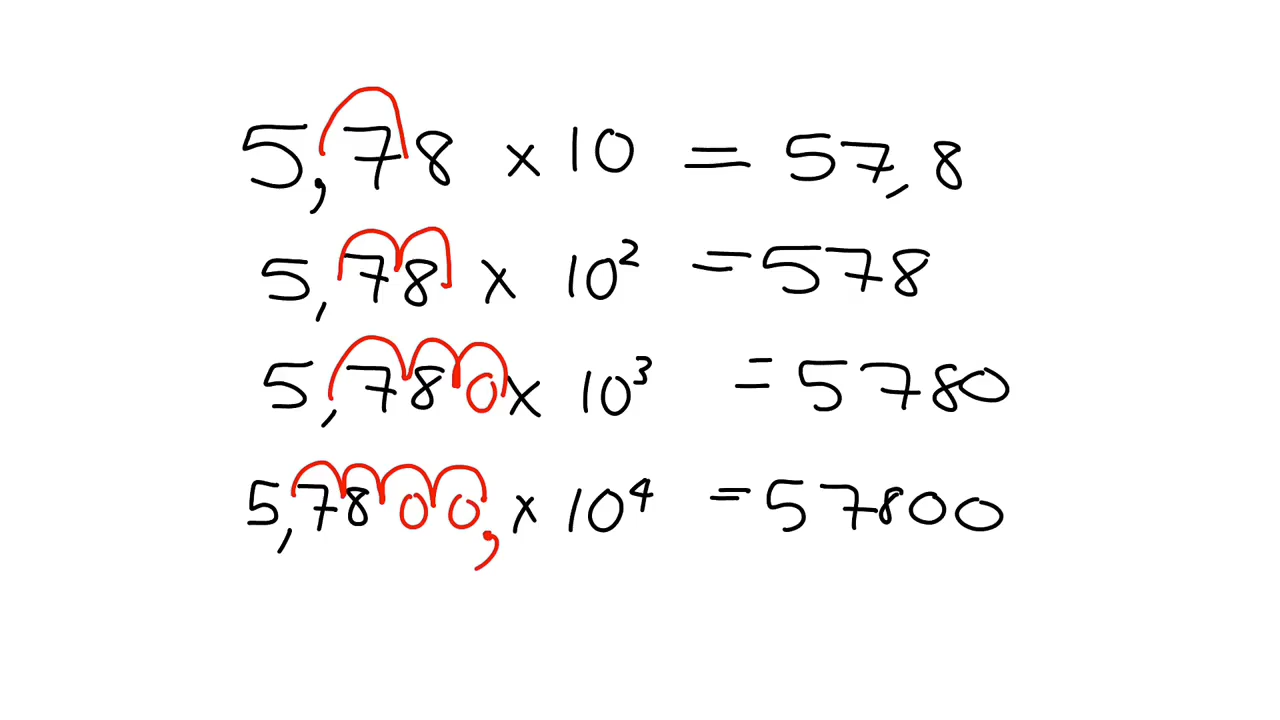 5,78 × 10 = 57,8
5,78 × 10² = 578
5,780 × 10³ = 5780
5,7800, × 10⁴ = 57800